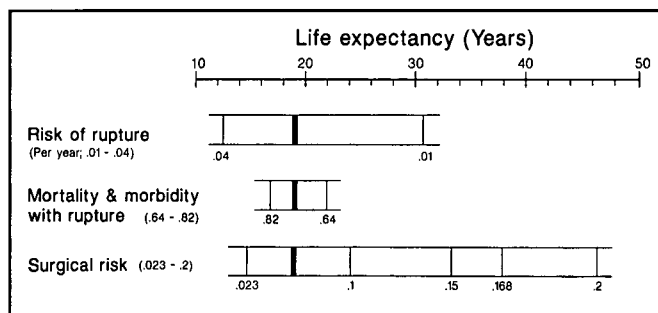 Life expectancy (Years)
10 20 30 40 50
Risk of rupture
(Per year; .01 - .04)
.04 .01
Mortality & morbidity
with rupture (.64 - .82)
.82 .64
Surgical risk (.023 - .2)
.023 .1 .15 .168 .2